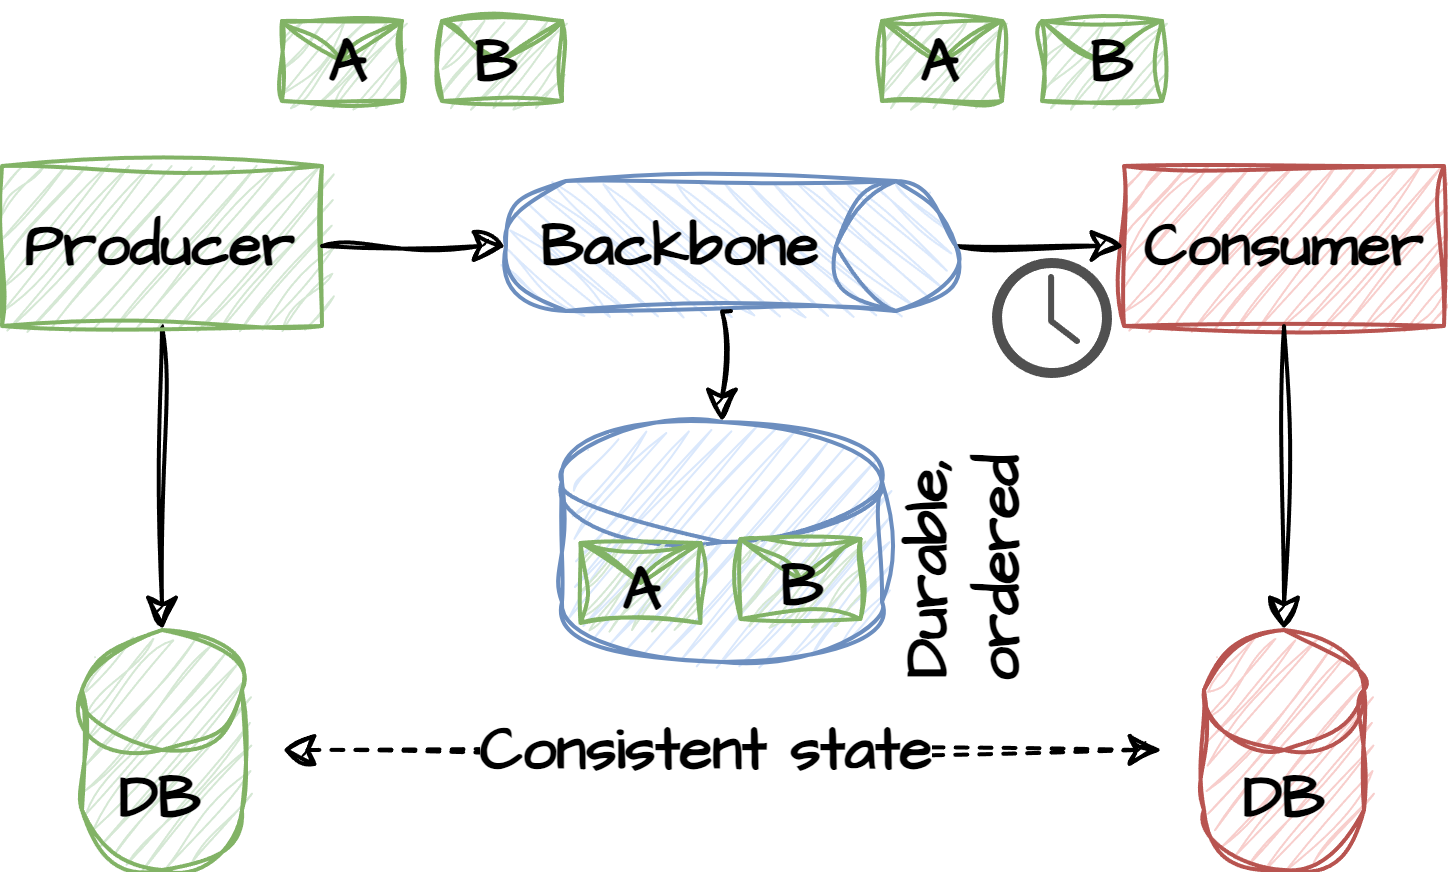 A
B
A
B
Producer
Backbone
Consumer
A
B
Durable,
ordered
Consistent state
DB
DB